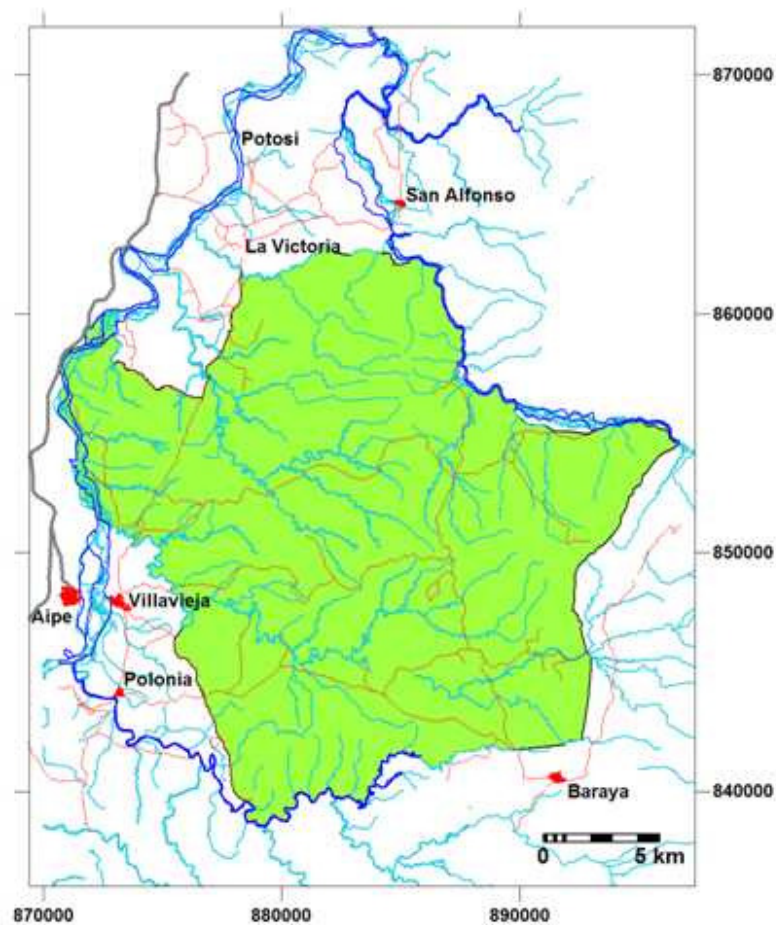 870000
Potosi
San Alfonso
La Victoria
860000
850000
Villavieja
Aipe
Polonia
Baraya
840000
0 5 km
870000 880000 890000